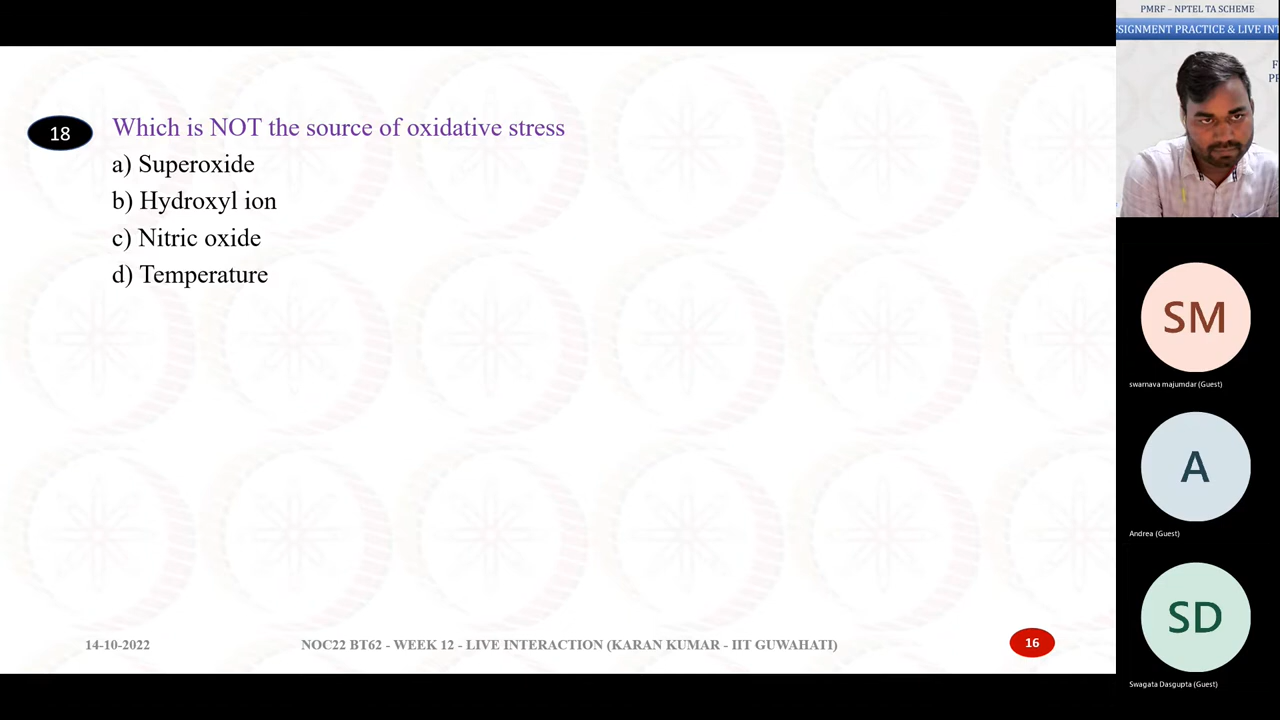 PMRF – NPTEL TA SCHEME
SIGNMENT PRACTICE & LIVE INT
F
PR
18
Which is NOT the source of oxidative stress
a) Superoxide
b) Hydroxyl ion
c) Nitric oxide
d) Temperature
SM
swarnava majumdar (Guest)
A
Andrea (Guest)
SD
Swagata Dasgupta (Guest)
14-10-2022
NOC22 BT62 - WEEK 12 - LIVE INTERACTION (KARAN KUMAR - IIT GUWAHATI)
16